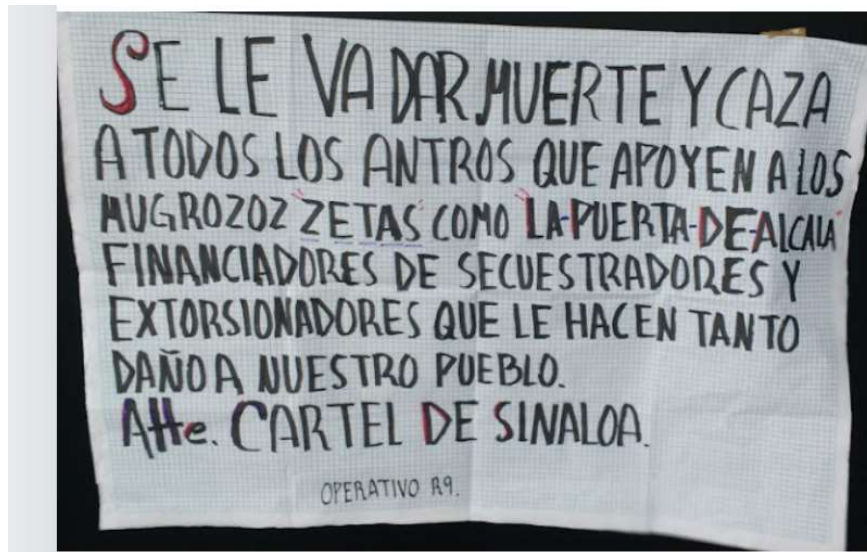 SE LE VA DAR MUERTE Y CAZA
A TODOS LOS ANTROS QUE APOYEN A LOS
MUGROZOZ "ZETAS" COMO "LA-PUERTA-DE-ALCALA"
FINANCIADORES DE SECUESTRADORES Y
EXTORSIONADORES QUE LE HACEN TANTO
DAÑO A NUESTRO PUEBLO.
Atte. CARTEL DE SINALOA.
OPERATIVO R9.